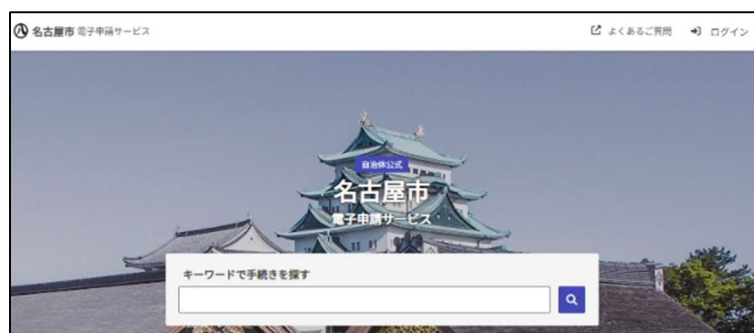 名古屋市 電子申請サービス
よくあるご質問 ログイン
自治体公式
名古屋市
電子申請サービス
キーワードで手続きを探す